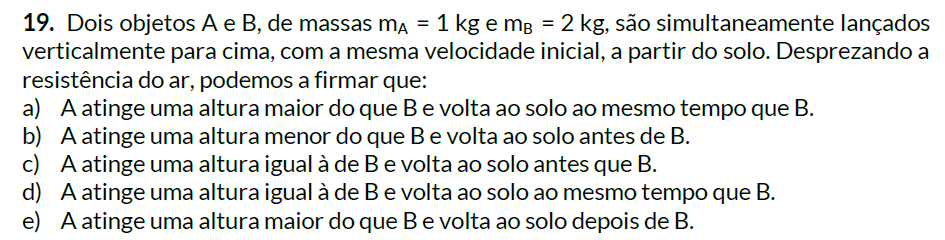 19. Dois objetos A e B, de massas mA = 1 kg e mB = 2 kg, são simultaneamente lançados
verticalmente para cima, com a mesma velocidade inicial, a partir do solo. Desprezando a
resistência do ar, podemos a firmar que:
a) A atinge uma altura maior do que B e volta ao solo ao mesmo tempo que B.
b) A atinge uma altura menor do que B e volta ao solo antes de B.
c) A atinge uma altura igual à de B e volta ao solo antes que B.
d) A atinge uma altura igual à de B e volta ao solo ao mesmo tempo que B.
e) A atinge uma altura maior do que B e volta ao solo depois de B.